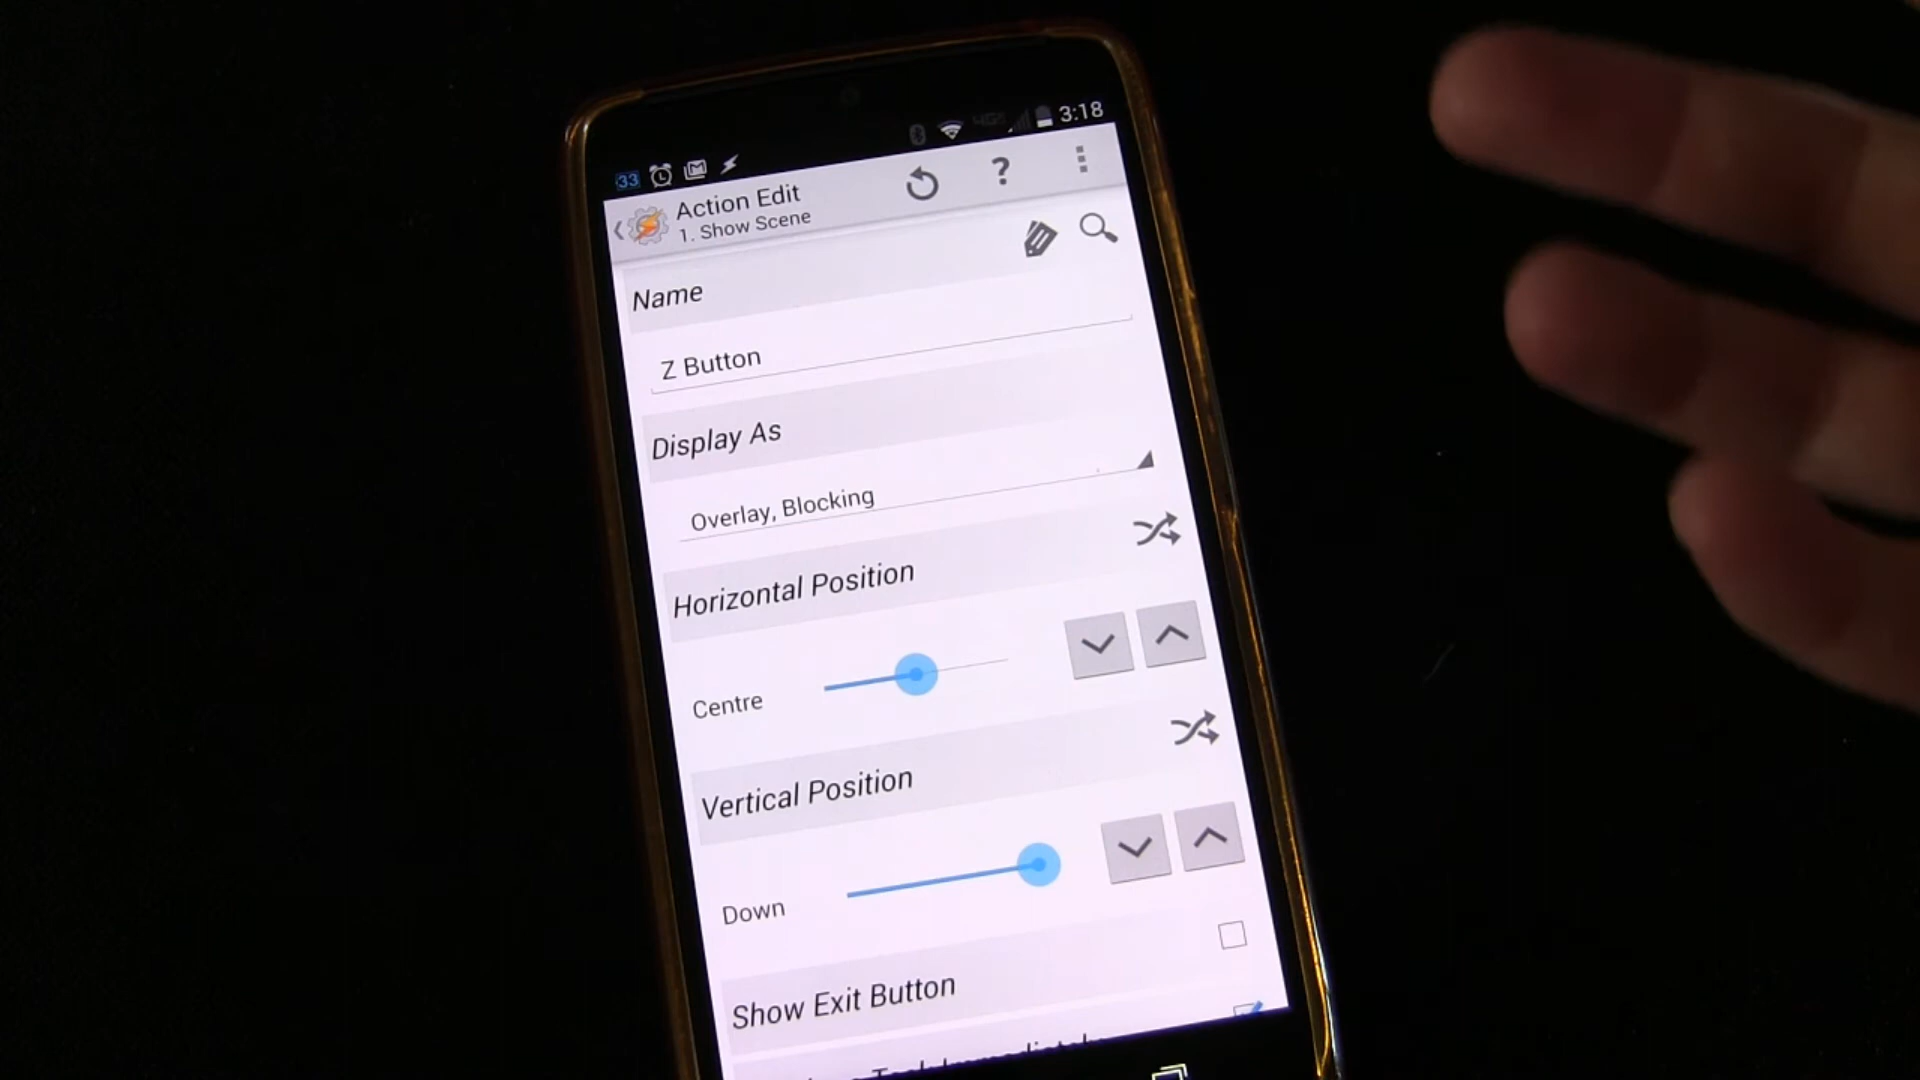 33 3:18
Action Edit
1. Show Scene
?
Name
Z Button
Display As
Overlay, Blocking
Horizontal Position
Centre
Vertical Position
Down
Show Exit Button